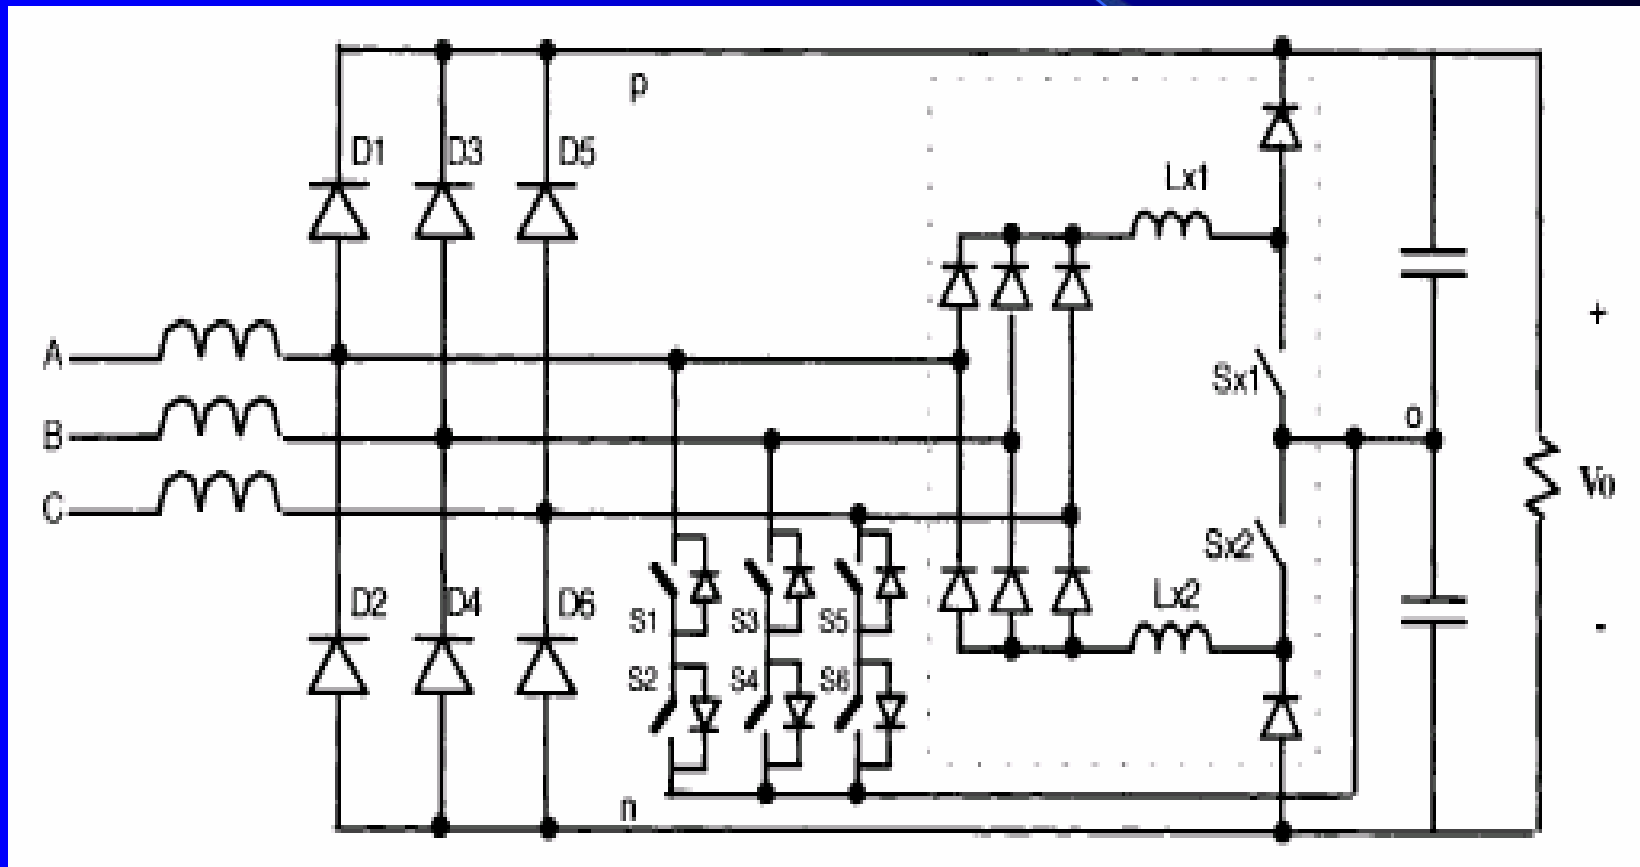 p
D1 D3 D5
Lx1
A
+
Sx1
o
B
Vo
C
Sx2
D2 D4 D6
Lx2
S1 S3 S5
-
S2 S4 S6
n